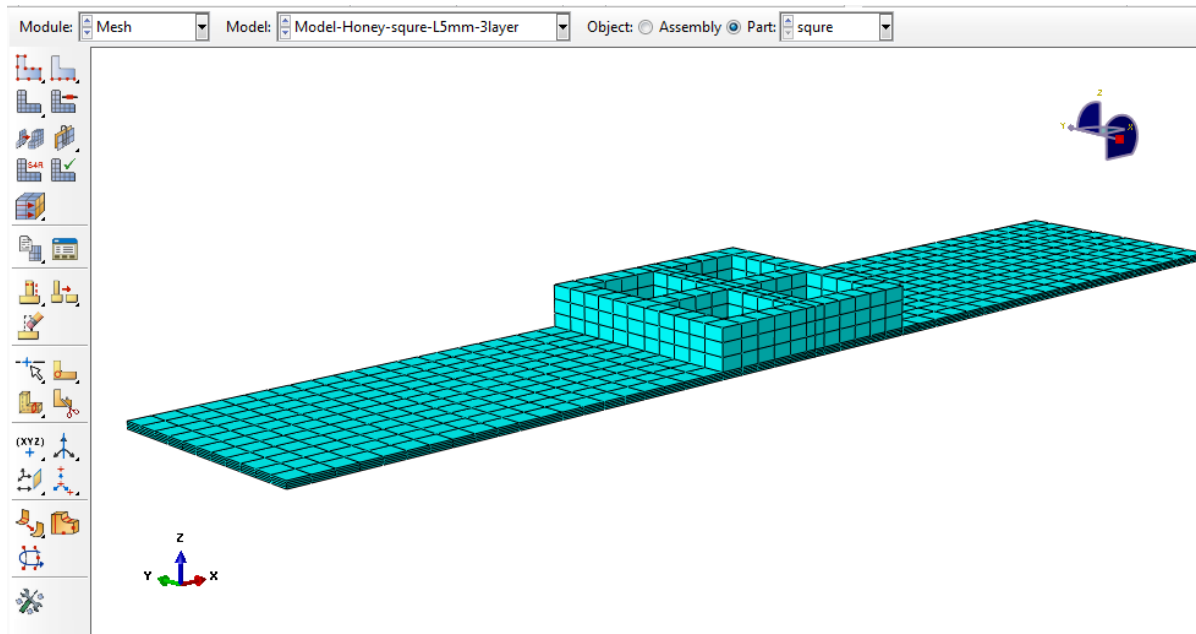 Module: Mesh Model: Model-Honey-squre-L5mm-3layer Object: Assembly Part: squre
Z
Y X
S4R
(XYZ)
Z
Y X